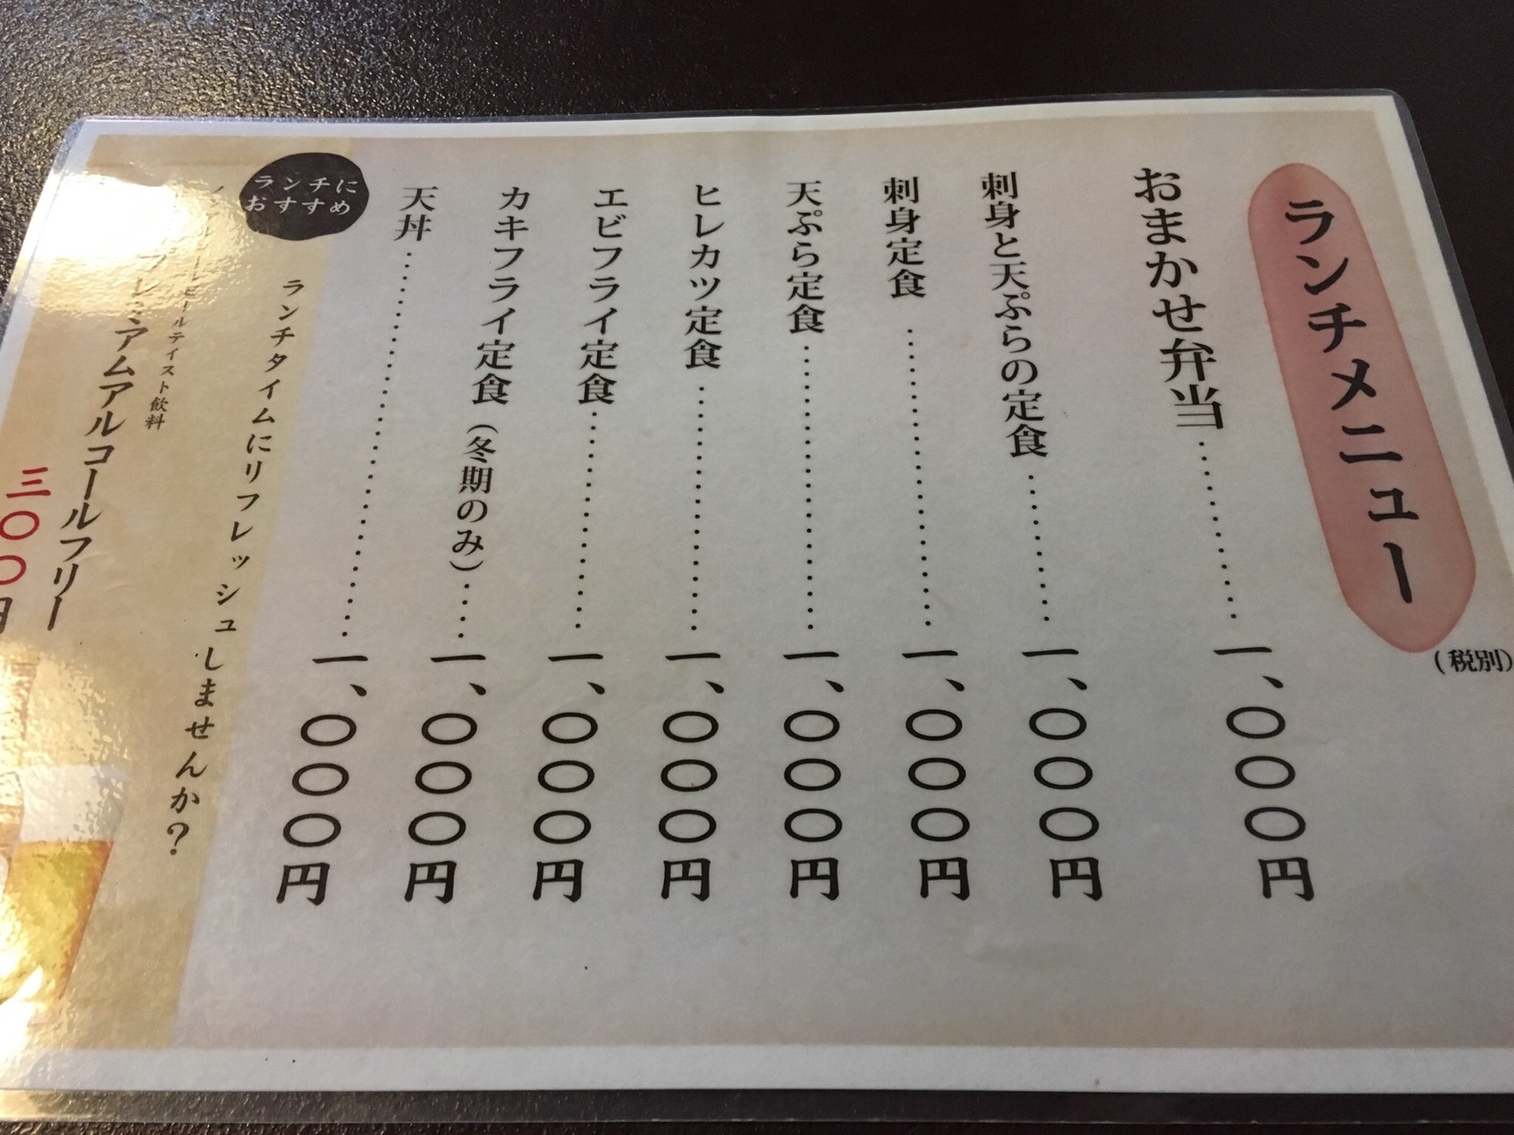 ランチメニュー
(税別)
おまかせ弁当……一、〇〇〇円
刺身と天ぷらの定食……一、〇〇〇円
刺身定食……一、〇〇〇円
天ぷら定食……一、〇〇〇円
ヒレカツ定食……一、〇〇〇円
エビフライ定食……一、〇〇〇円
カキフライ定食(冬期のみ)……一、〇〇〇円
天丼……一、〇〇〇円
ランチに
おすすめ
ランチタイムにリフレッシュしませんか?
ビールテイスト飲料
プレミアムアルコールフリー
三〇〇円